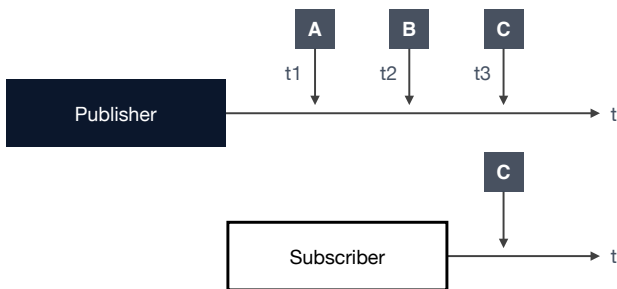 A B C
t1 t2 t3
Publisher t
C
Subscriber t